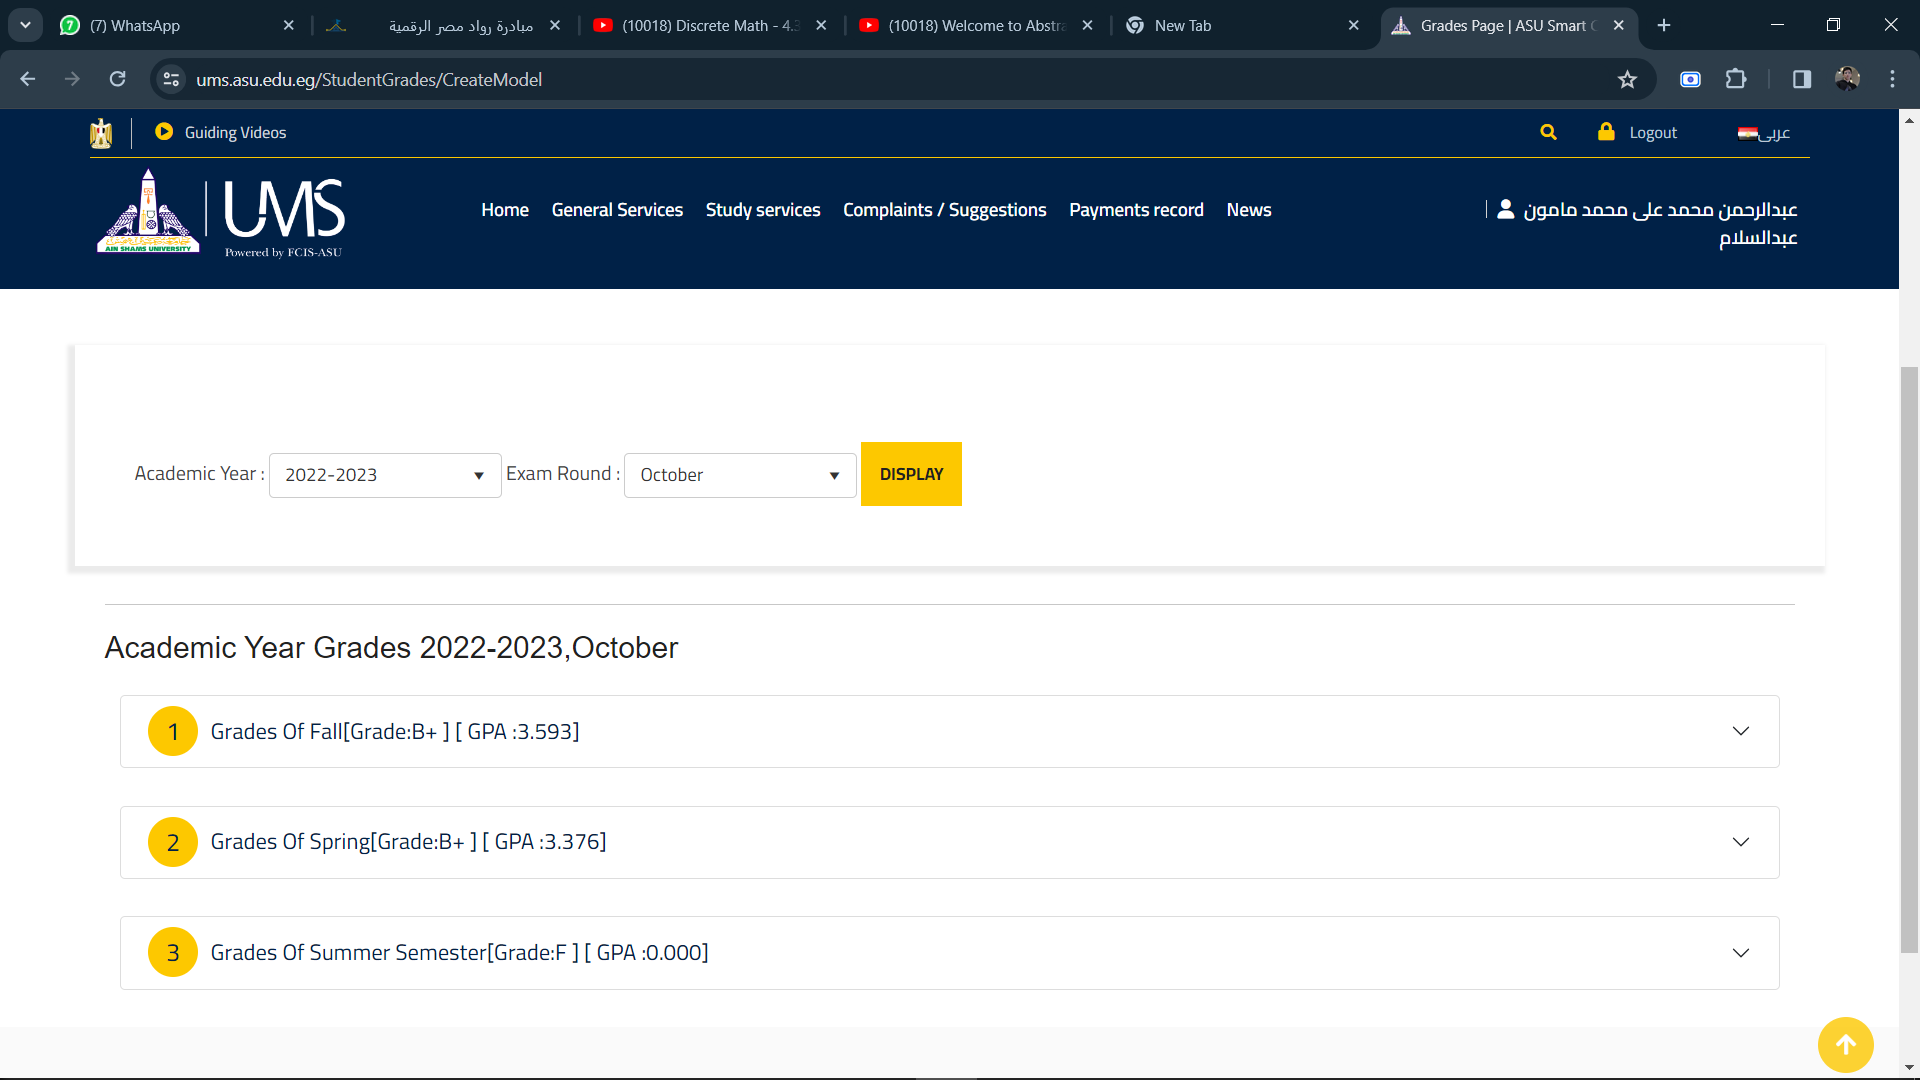 (7) WhatsApp
مبادرة رواد مصر الرقمية
(10018) Discrete Math - 4.3
(10018) Welcome to Abstra
New Tab
Grades Page | ASU Smart C
ums.asu.edu.eg/StudentGrades/CreateModel
Guiding Videos
Logout
عربى
UMS
Powered by FCIS-ASU
AIN SHAMS UNIVERSITY
Home
General Services
Study services
Complaints / Suggestions
Payments record
News
عبدالرحمن محمد على محمد مامون
عبدالسلام
Academic Year : 2022-2023 Exam Round : October DISPLAY
Academic Year Grades 2022-2023,October
1 Grades Of Fall[Grade:B+ ] [ GPA :3.593]
2 Grades Of Spring[Grade:B+ ] [ GPA :3.376]
3 Grades Of Summer Semester[Grade:F ] [ GPA :0.000]